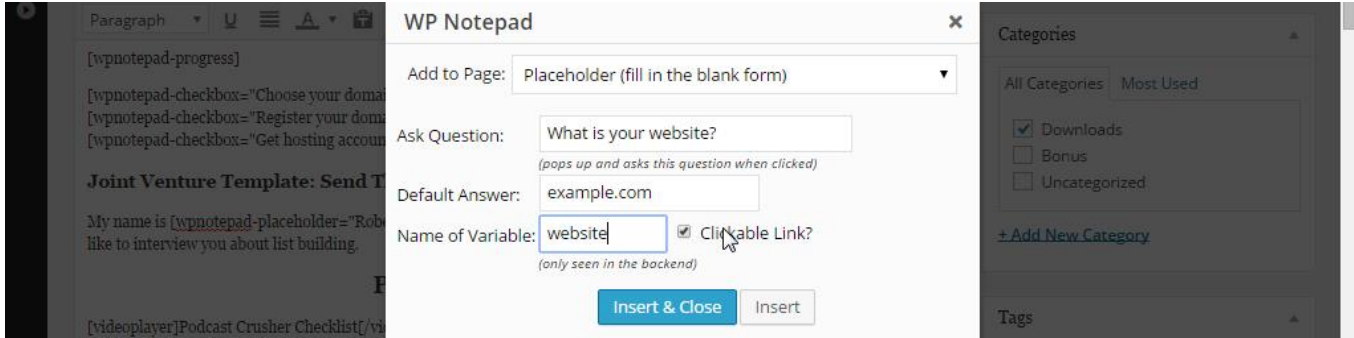 Paragraph
U
A
[wpnotepad-progress]
[wpnotepad-checkbox="Choose your domai
[wpnotepad-checkbox="Register your doma
[wpnotepad-checkbox="Get hosting accoun
Joint Venture Template: Send T
My name is [wpnotepad-placeholder="Robe
like to interview you about list building.
P
[videoplayer]Podcast Crusher Checklist[/vi
WP Notepad
×
Add to Page: Placeholder (fill in the blank form)
Ask Question: What is your website?
(pops up and asks this question when clicked)
Default Answer: example.com
Name of Variable: website Clickable Link?
(only seen in the backend)
Insert & Close Insert
Categories
All Categories Most Used
Downloads
Bonus
Uncategorized
+ Add New Category
Tags